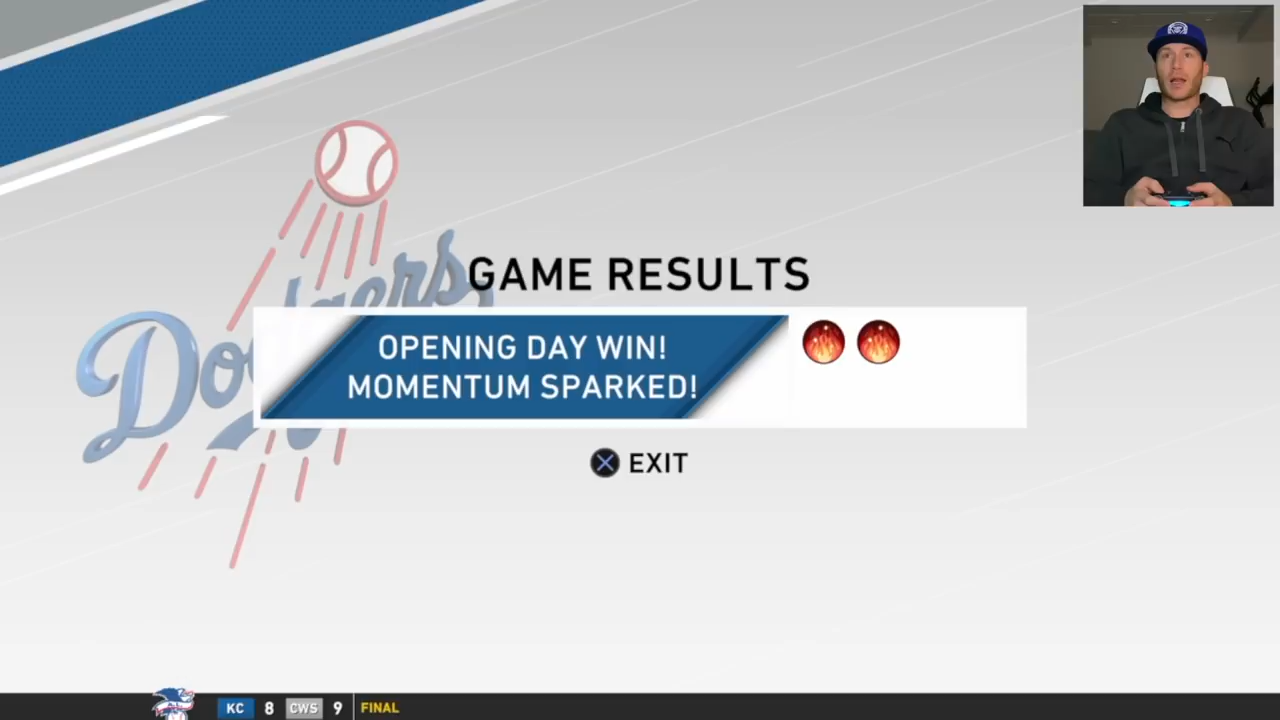 Dodgers
GAME RESULTS
OPENING DAY WIN!
MOMENTUM SPARKED!
EXIT
KC 8 CWS 9 FINAL